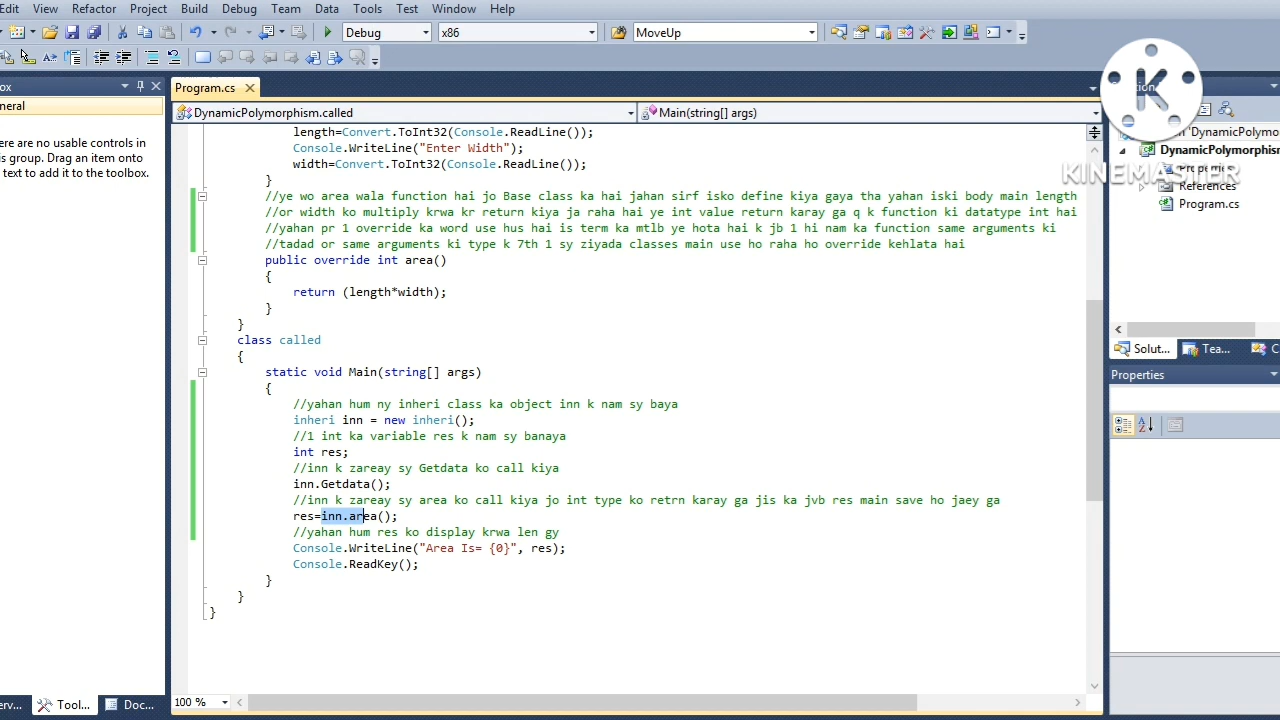 Edit View Refactor Project Build Debug Team Data Tools Test Window Help
Debug x86 MoveUp
ox
Program.cs
neral
DynamicPolymorphism.called
Main(string[] args)
re are no usable controls in
is group. Drag an item onto
text to add it to the toolbox.
length=Convert.ToInt32(Console.ReadLine());
Console.WriteLine("Enter Width");
width=Convert.ToInt32(Console.ReadLine());
}
//ye wo area wala function hai jo Base class ka hai jahan sirf isko define kiya gaya tha yahan iski body main length
//or width ko multiply krwa kr return kiya ja raha hai ye int value return karay ga q k function ki datatype int hai
//yahan pr 1 override ka word use hus hai is term ka mtlb ye hota hai k jb 1 hi nam ka function same arguments ki
//tadad or same arguments ki type k 7th 1 sy ziyada classes main use ho raha ho override kehlata hai
public override int area()
{
return (length*width);
}
}
class called
{
static void Main(string[] args)
{
//yahan hum ny inheri class ka object inn k nam sy baya
inheri inn = new inheri();
//1 int ka variable res k nam sy banaya
int res;
//inn k zareay sy Getdata ko call kiya
inn.Getdata();
//inn k zareay sy area ko call kiya jo int type ko retrn karay ga jis ka jvb res main save ho jaey ga
res=inn.area();
//yahan hum res ko display krwa len gy
Console.WriteLine("Area Is= {0}", res);
Console.ReadKey();
}
}
}
100 %
erv... Tool... Doc...
K
KINEMASTER
'DynamicPolymo
DynamicPolymorphism
Properties
References
Program.cs
Solut... Tea... C
Properties